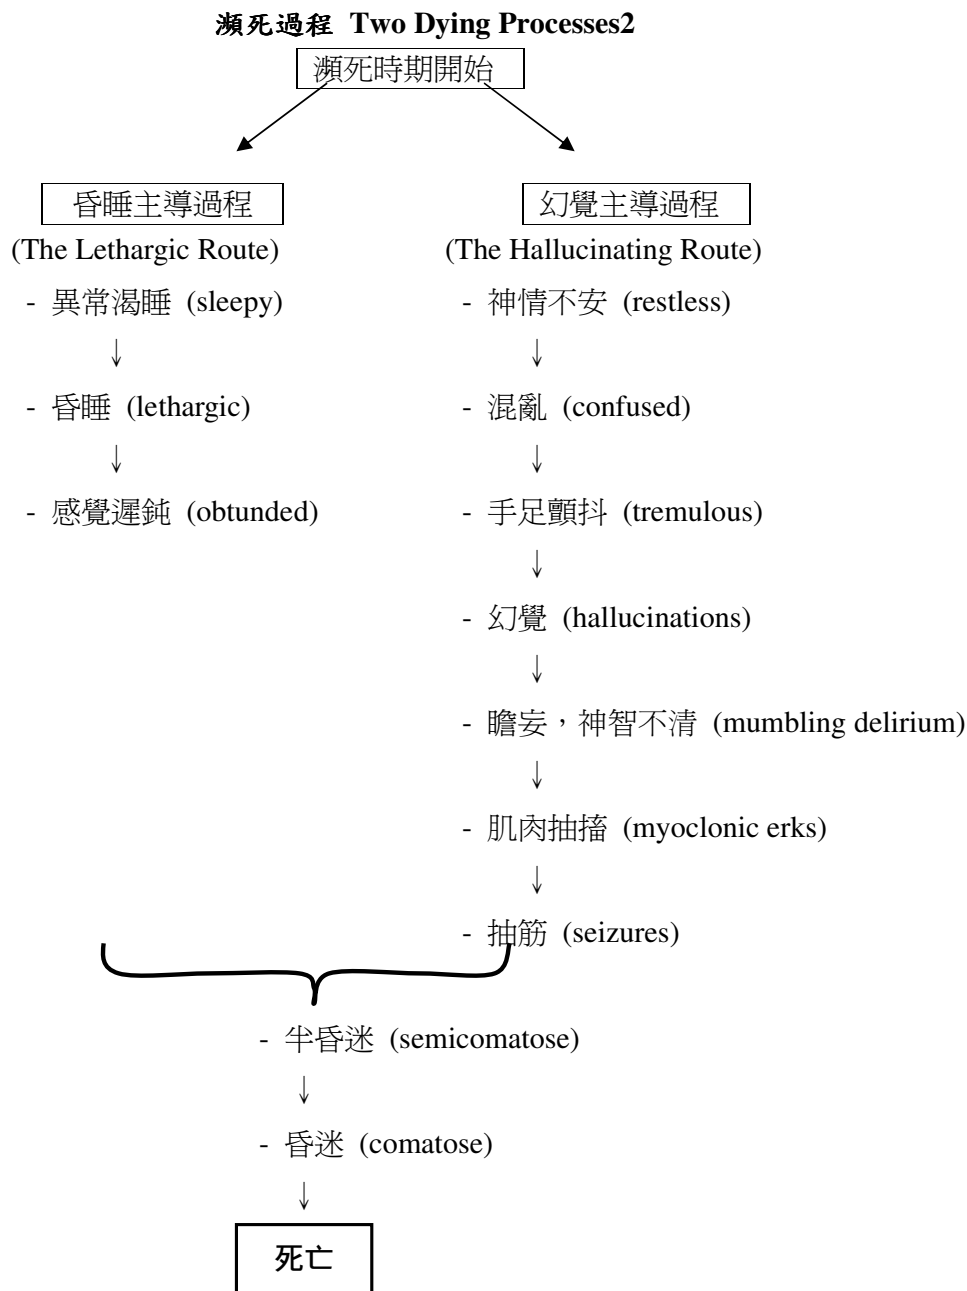 瀕死過程 Two Dying Processes2
瀕死時期開始
昏睡主導過程
(The Lethargic Route)
- 異常渴睡 (sleepy)
↓
- 昏睡 (lethargic)
↓
- 感覺遲鈍 (obtunded)
幻覺主導過程
(The Hallucinating Route)
- 神情不安 (restless)
↓
- 混亂 (confused)
↓
- 手足顫抖 (tremulous)
↓
- 幻覺 (hallucinations)
↓
- 瞻妄，神智不清 (mumbling delirium)
↓
- 肌肉抽搐 (myoclonic erks)
↓
- 抽筋 (seizures)
- 半昏迷 (semicomatose)
↓
- 昏迷 (comatose)
↓
死亡